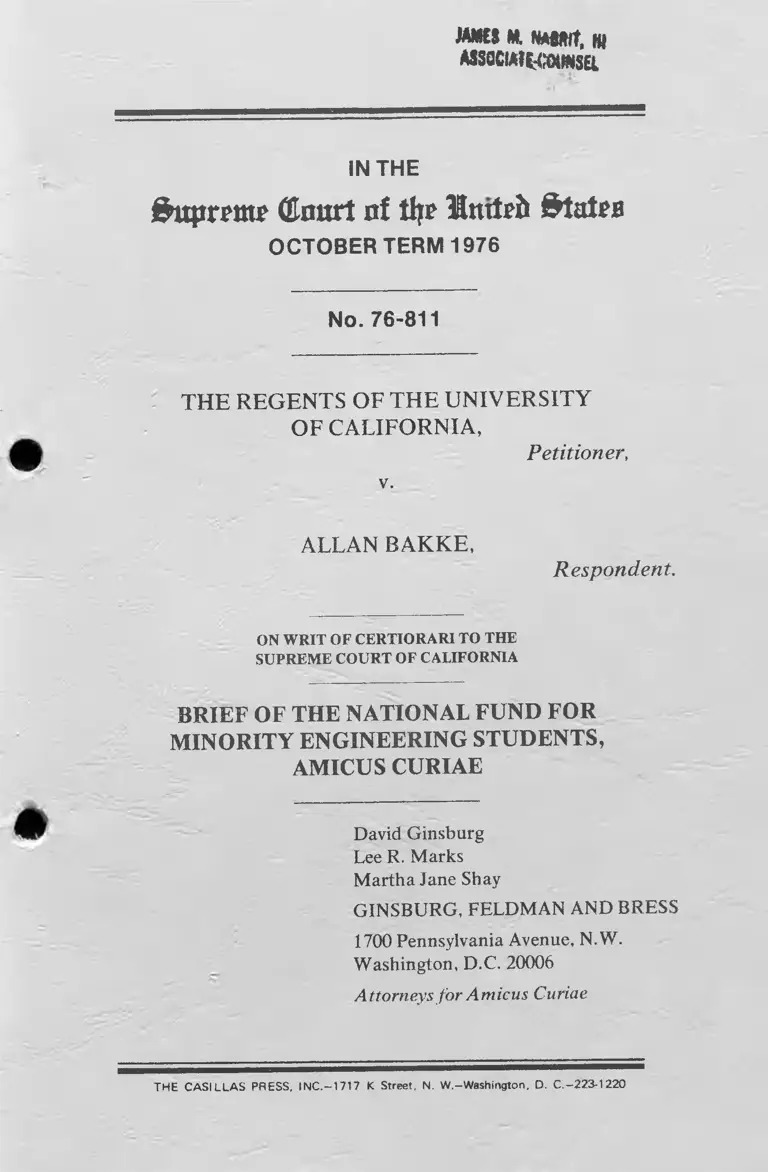 JAMES M. NABRIT, III
ASSOCIATE-COUNSEL
IN THE
Supreme Court of the United States
OCTOBER TERM 1976
No. 76-811
THE REGENTS OF THE UNIVERSITY
OF CALIFORNIA,
Petitioner,
v.
ALLAN BAKKE,
Respondent.
ON WRIT OF CERTIORARI TO THE
SUPREME COURT OF CALIFORNIA
BRIEF OF THE NATIONAL FUND FOR
MINORITY ENGINEERING STUDENTS,
AMICUS CURIAE
David Ginsburg
Lee R. Marks
Martha Jane Shay
GINSBURG, FELDMAN AND BRESS
1700 Pennsylvania Avenue, N.W.
Washington, D.C. 20006
Attorneys for Amicus Curiae
THE CASILLAS PRESS, INC.-1717 K Street, N. W.-Washington, D. C.-223-1220